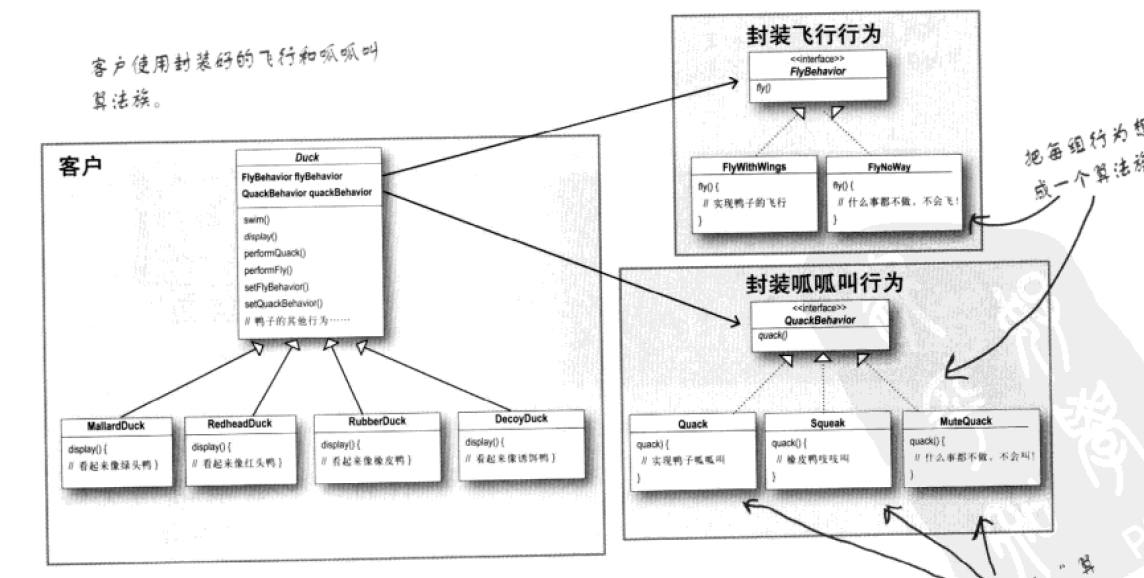 客户使用封装好的飞行和呱呱叫
算法族。
客户
Duck
FlyBehavior flyBehavior
QuackBehavior quackBehavior
swim()
display()
performQuack()
performFly()
setFlyBehavior()
setQuackBehavior()
// 鸭子的其他行为……
MallardDuck
display() {
// 看起来像绿头鸭 }
RedheadDuck
display() {
// 看起来像红头鸭 }
RubberDuck
display() {
// 看起来像橡皮鸭 }
DecoyDuck
display() {
// 看起来像诱饵鸭 }
封装飞行行为
<<interface>>
FlyBehavior
fly()
FlyWithWings
fly() {
// 实现鸭子的飞行
}
FlyNoWay
fly() {
// 什么事都不做，不会飞！
}
把每组行为想
成一个算法族
封装呱呱叫行为
<<interface>>
QuackBehavior
quack()
Quack
quack) {
// 实现鸭子呱呱叫
}
Squeak
quack() {
// 橡皮鸭吱吱叫
}
MuteQuack
quack() {
// 什么事都不做，不会叫！
}
”算